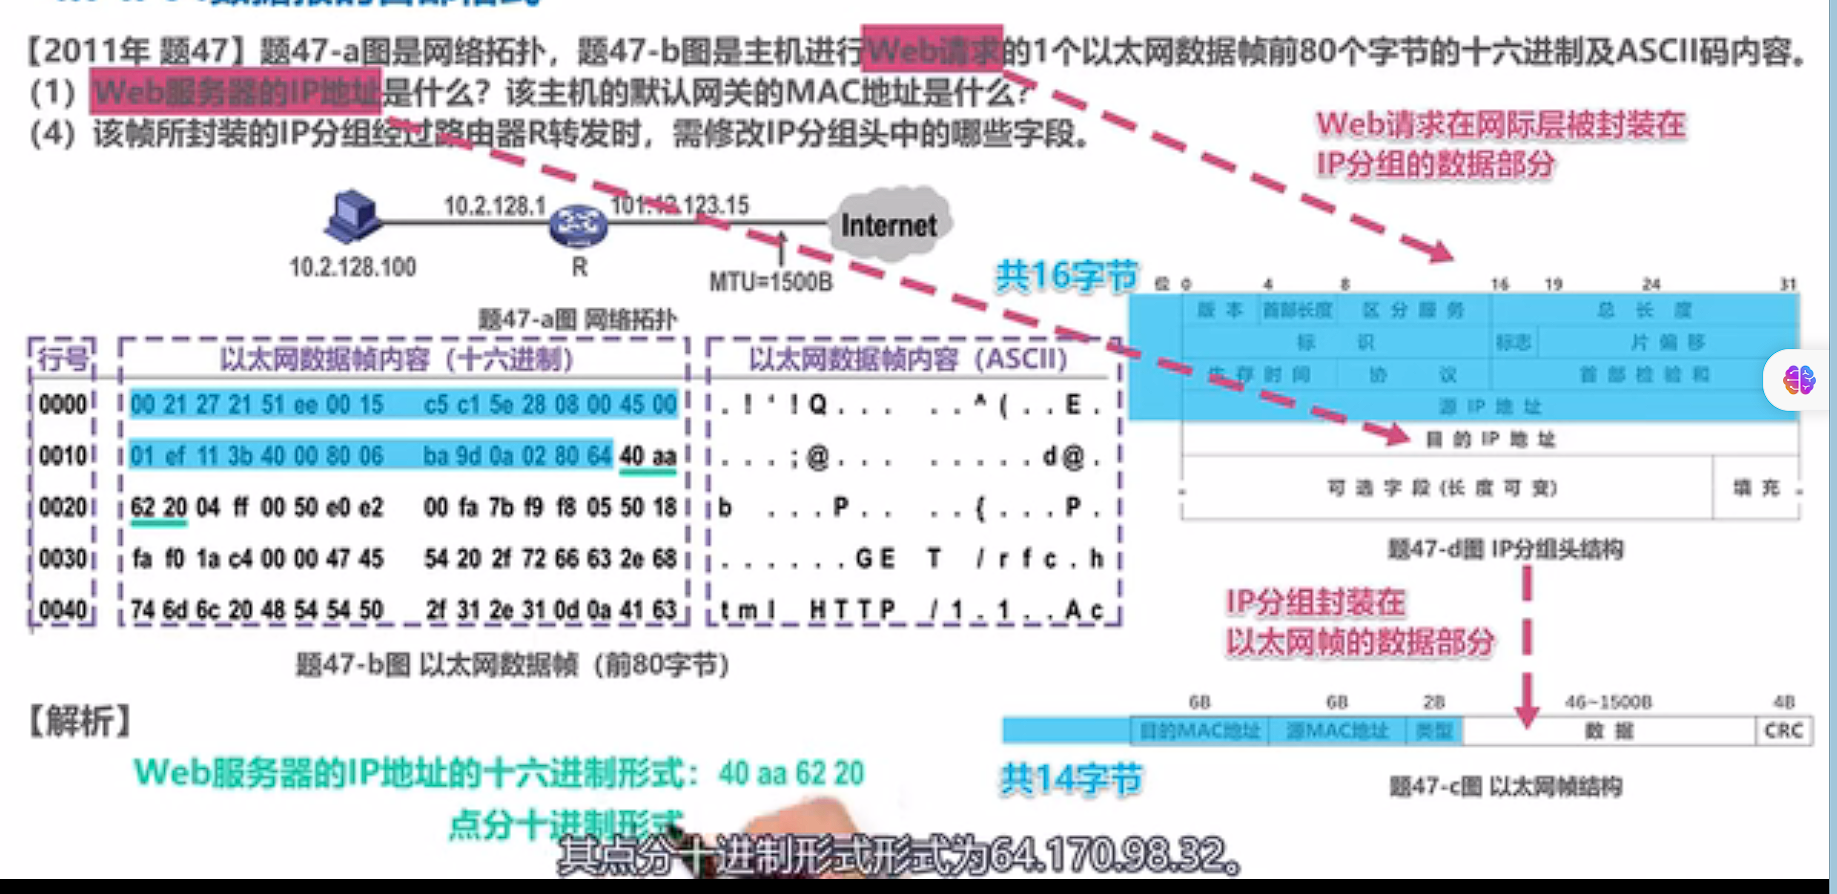 【2011年 题47】题47-a图是网络拓扑，题47-b图是主机进行Web请求的1个以太网数据帧前80个字节的十六进制及ASCII码内容。
（1）Web服务器的IP地址是什么？该主机的默认网关的MAC地址是什么？
（4）该帧所封装的IP分组经过路由器R转发时，需修改IP分组头中的哪些字段。
Web请求在网际层被封装在
IP分组的数据部分
10.2.128.1
101.12.123.15
Internet
10.2.128.100
R
MTU=1500B
题47-a图 网络拓扑
共16字节
位 0 4 8 16 19 24 31
版本 首部长度 区分服务 总长度
标识 标志 片偏移
生存时间 协议 首部检验和
源IP地址
目的IP地址
可选字段(长度可变) 填充
题47-d图 IP分组头结构
行号 以太网数据帧内容（十六进制） 以太网数据帧内容（ASCII）
0000 00 21 27 21 51 ee 00 15 c5 c1 5e 28 08 00 45 00 . ! ' ! Q . . . . . ^ ( . . E .
0010 01 ef 11 3b 40 00 80 06 ba 9d 0a 02 80 64 40 aa . . . ; @ . . . . . . . . d @ .
0020 62 20 04 ff 00 50 e0 e2 00 fa 7b f9 f8 05 50 18 b . . . P . . . . { . . . P .
0030 fa f0 1a c4 00 00 47 45 54 20 2f 72 66 63 2e 68 . . . . . . G E T / r f c . h
0040 74 6d 6c 20 48 54 54 50 2f 31 2e 31 0d 0a 41 63 t m l H T T P / 1 . 1 . . A c
题47-b图 以太网数据帧（前80字节）
IP分组封装在
以太网帧的数据部分
6B 6B 2B 46~1500B 4B
目的MAC地址 源MAC地址 类型 数据 CRC
共14字节
题47-c图 以太网帧结构
【解析】
Web服务器的IP地址的十六进制形式：40 aa 62 20
点分十进制形式
其点分十进制形式形式为64.170.98.32。